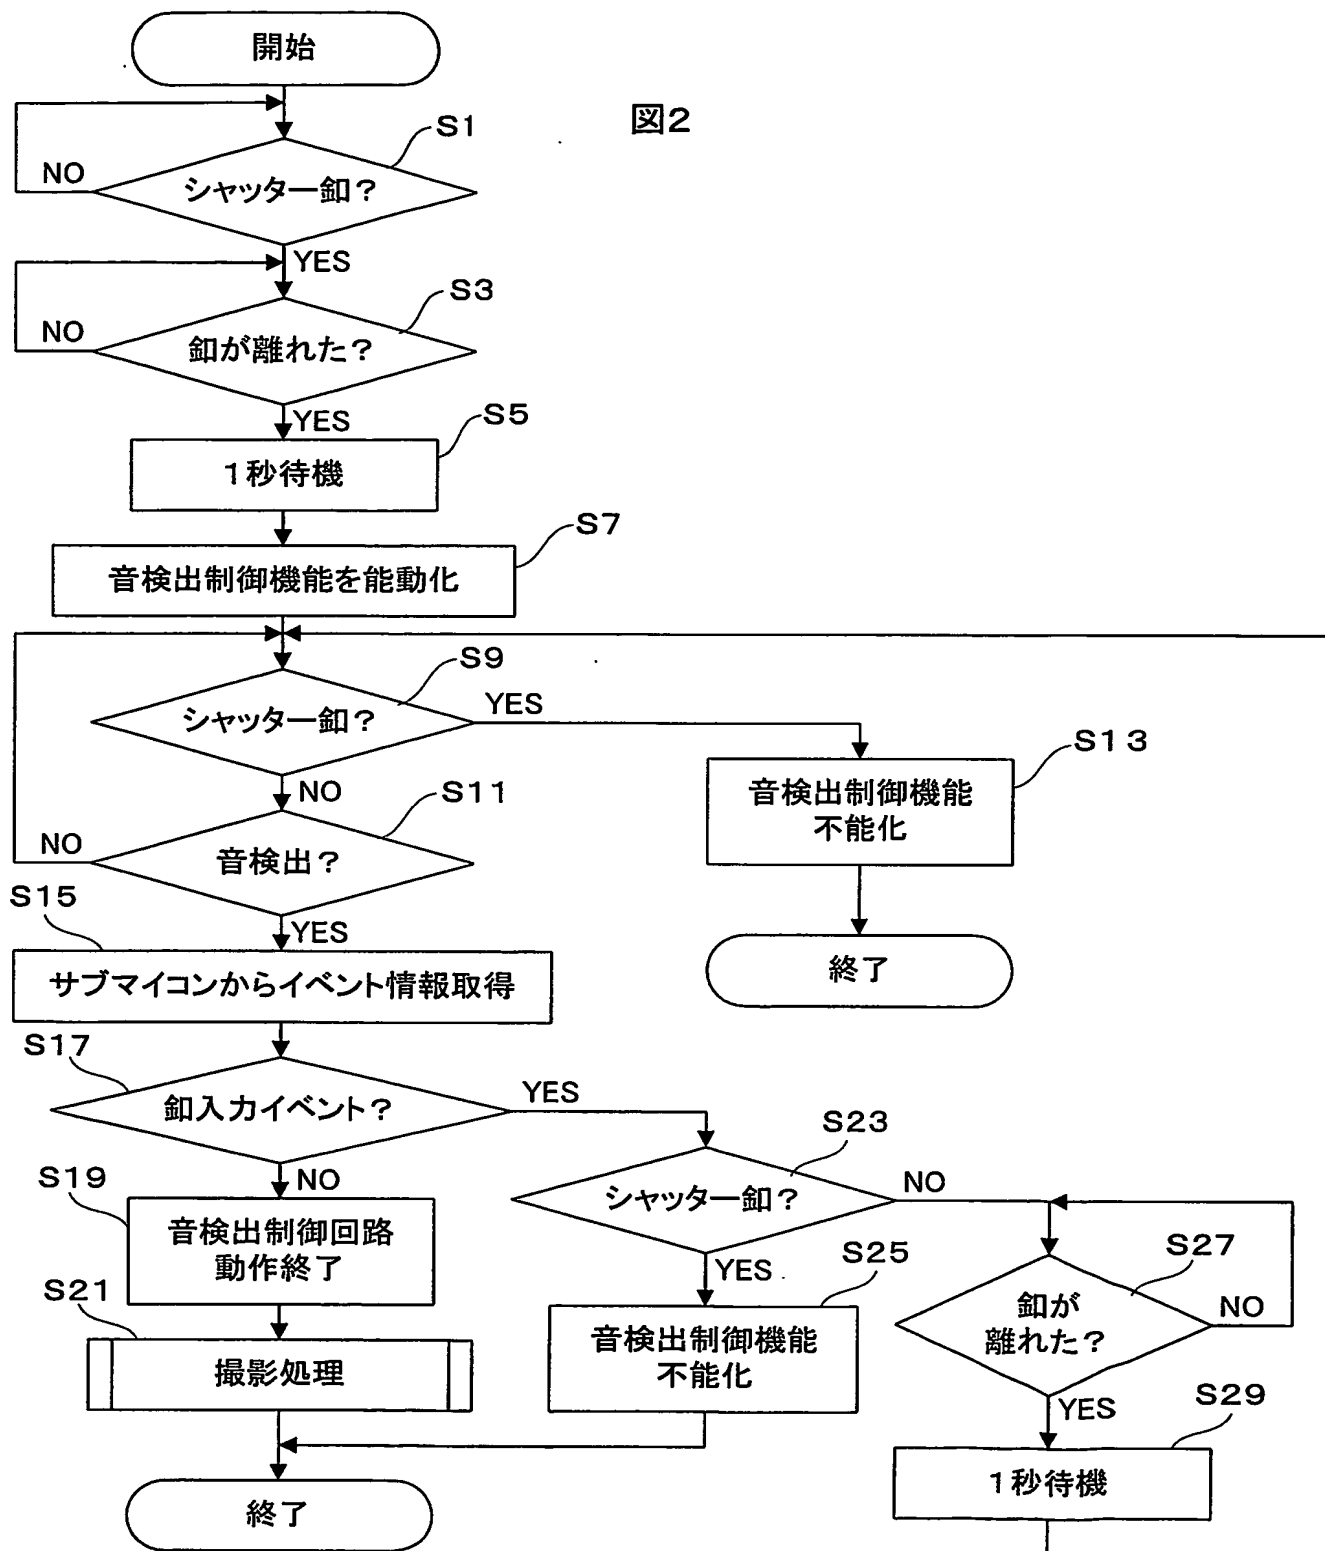 開始
図2
S1
シャッター釦？
NO
YES
S3
釦が離れた？
NO
YES
S5
１秒待機
S7
音検出制御機能を能動化
S9
シャッター釦？
YES
NO
S11
音検出？
NO
YES
S13
音検出制御機能
不能化
終了
S15
サブマイコンからイベント情報取得
S17
釦入力イベント？
YES
NO
S19
音検出制御回路
動作終了
S21
撮影処理
S23
シャッター釦？
NO
YES
S25
音検出制御機能
不能化
S27
釦が
離れた？
NO
YES
S29
１秒待機
終了